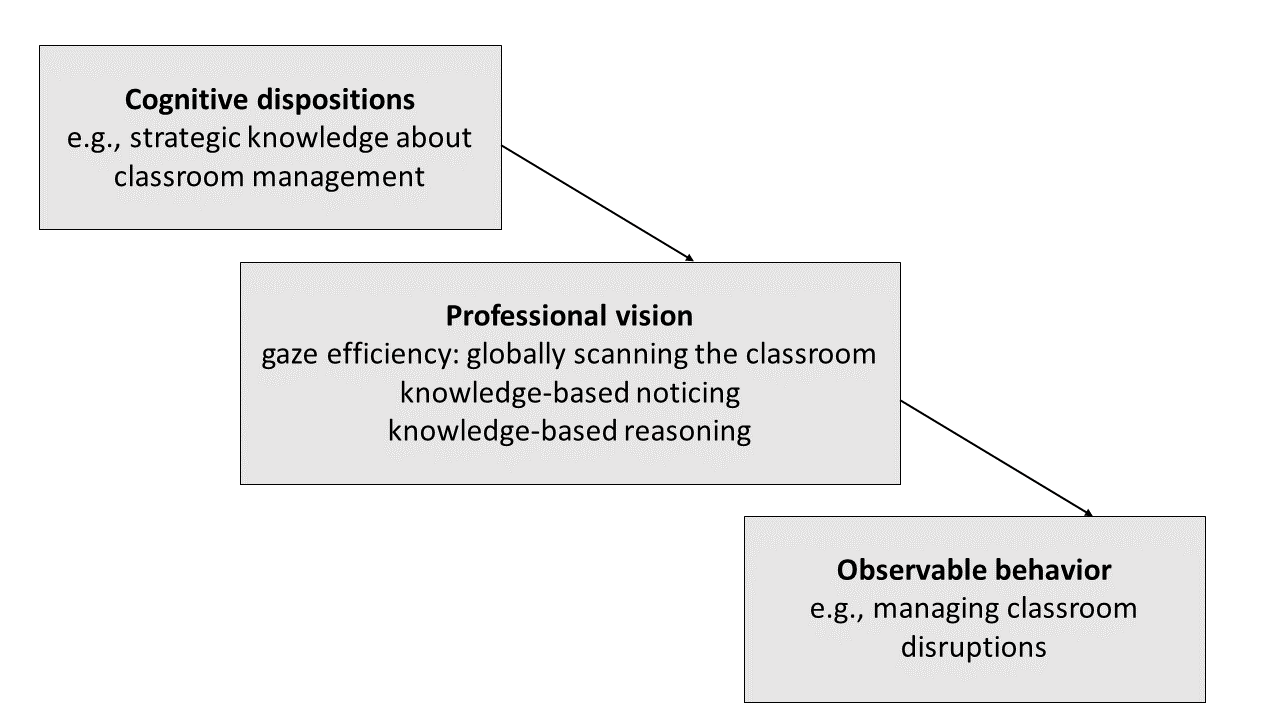 Cognitive dispositions
e.g., strategic knowledge about
classroom management
Professional vision
gaze efficiency: globally scanning the classroom
knowledge-based noticing
knowledge-based reasoning
Observable behavior
e.g., managing classroom
disruptions